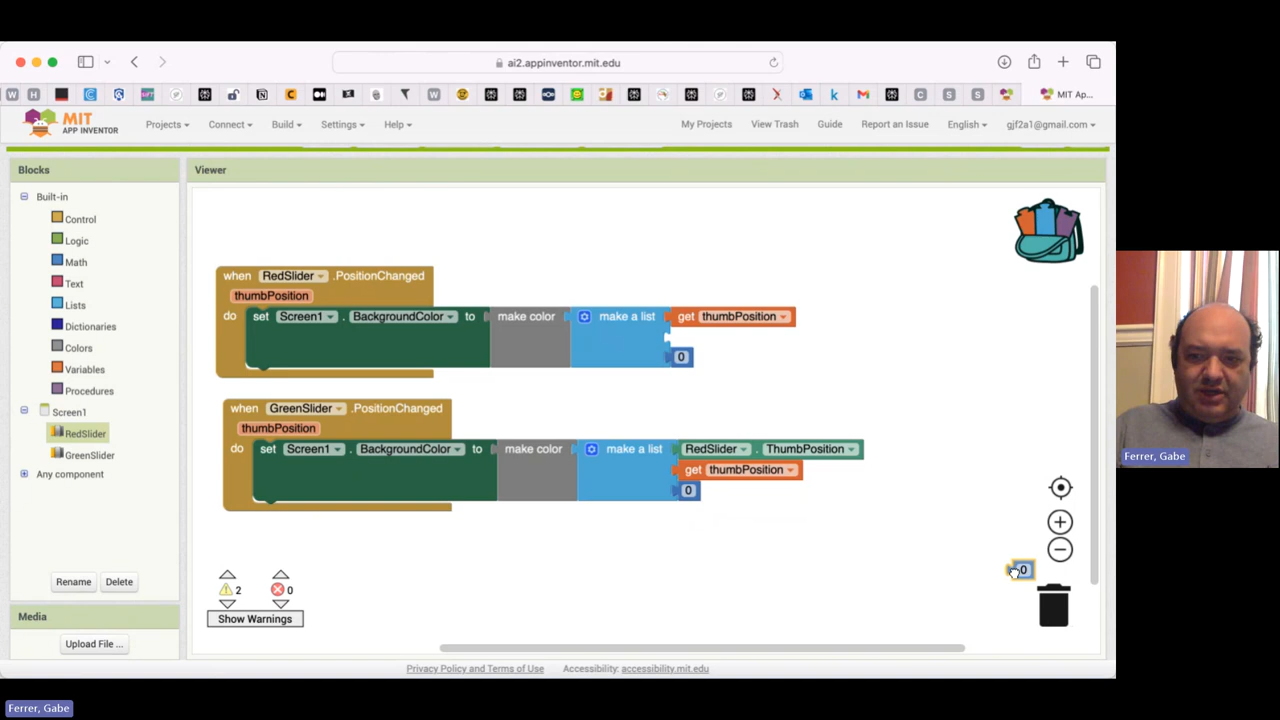 ai2.appinventor.mit.edu
MIT Ap...
MIT
APP INVENTOR
Projects
Connect
Build
Settings
Help
My Projects
View Trash
Guide
Report an Issue
English
gjf2a1@gmail.com
Blocks
Viewer
Built-in
Control
Logic
Math
Text
Lists
Dictionaries
Colors
Variables
Procedures
Screen1
RedSlider
GreenSlider
Any component
Rename
Delete
Media
Upload File ...
when RedSlider .PositionChanged
thumbPosition
do set Screen1 . BackgroundColor to make color make a list get thumbPosition
0
when GreenSlider .PositionChanged
thumbPosition
do set Screen1 . BackgroundColor to make color make a list RedSlider . ThumbPosition
get thumbPosition
0
0
2 0
Show Warnings
Privacy Policy and Terms of Use
Accessibility: accessibility.mit.edu
Ferrer, Gabe
Ferrer, Gabe